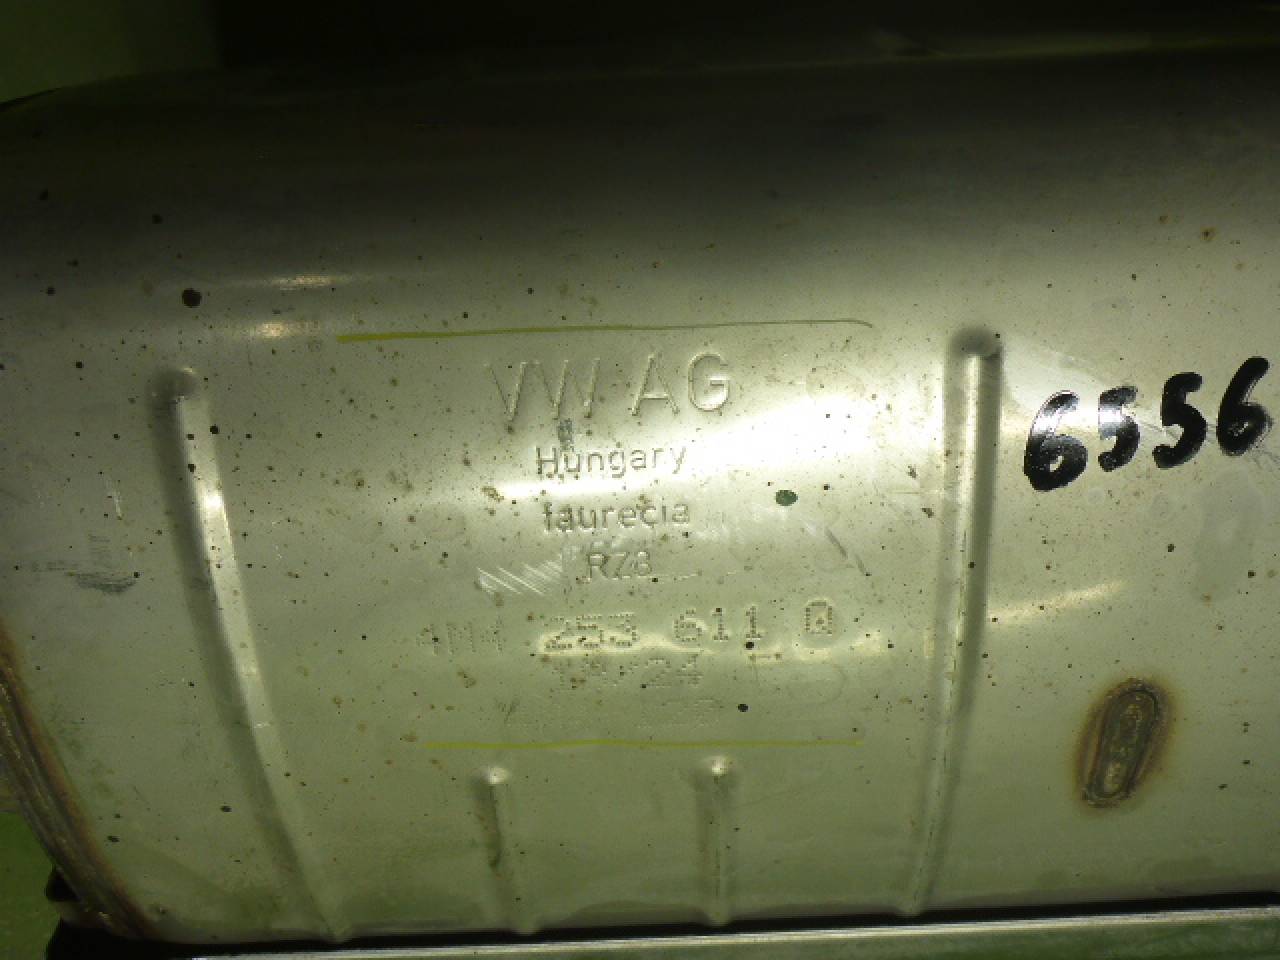 VW AG
6556
Hungary
faurecia
RZ8
4M4 253 611 Q